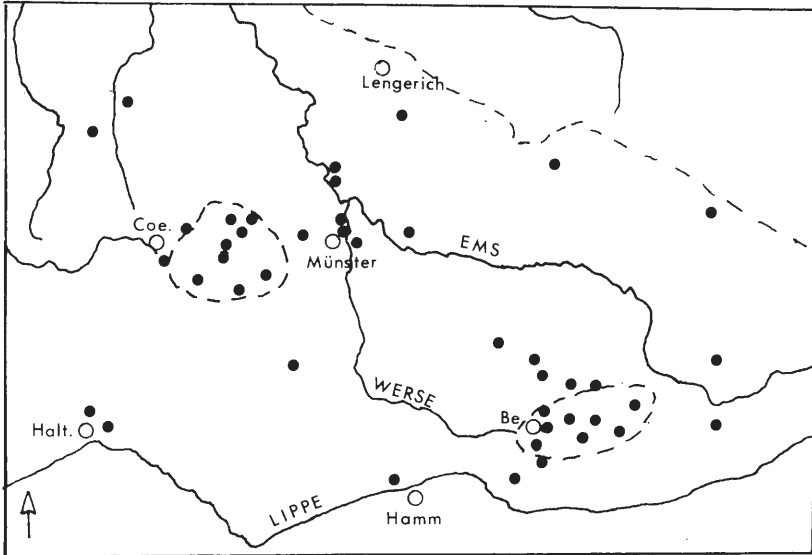 Lengerich
Coe.
EMS
Münster
WERSE
Be.
Halt.
LIPPE
Hamm